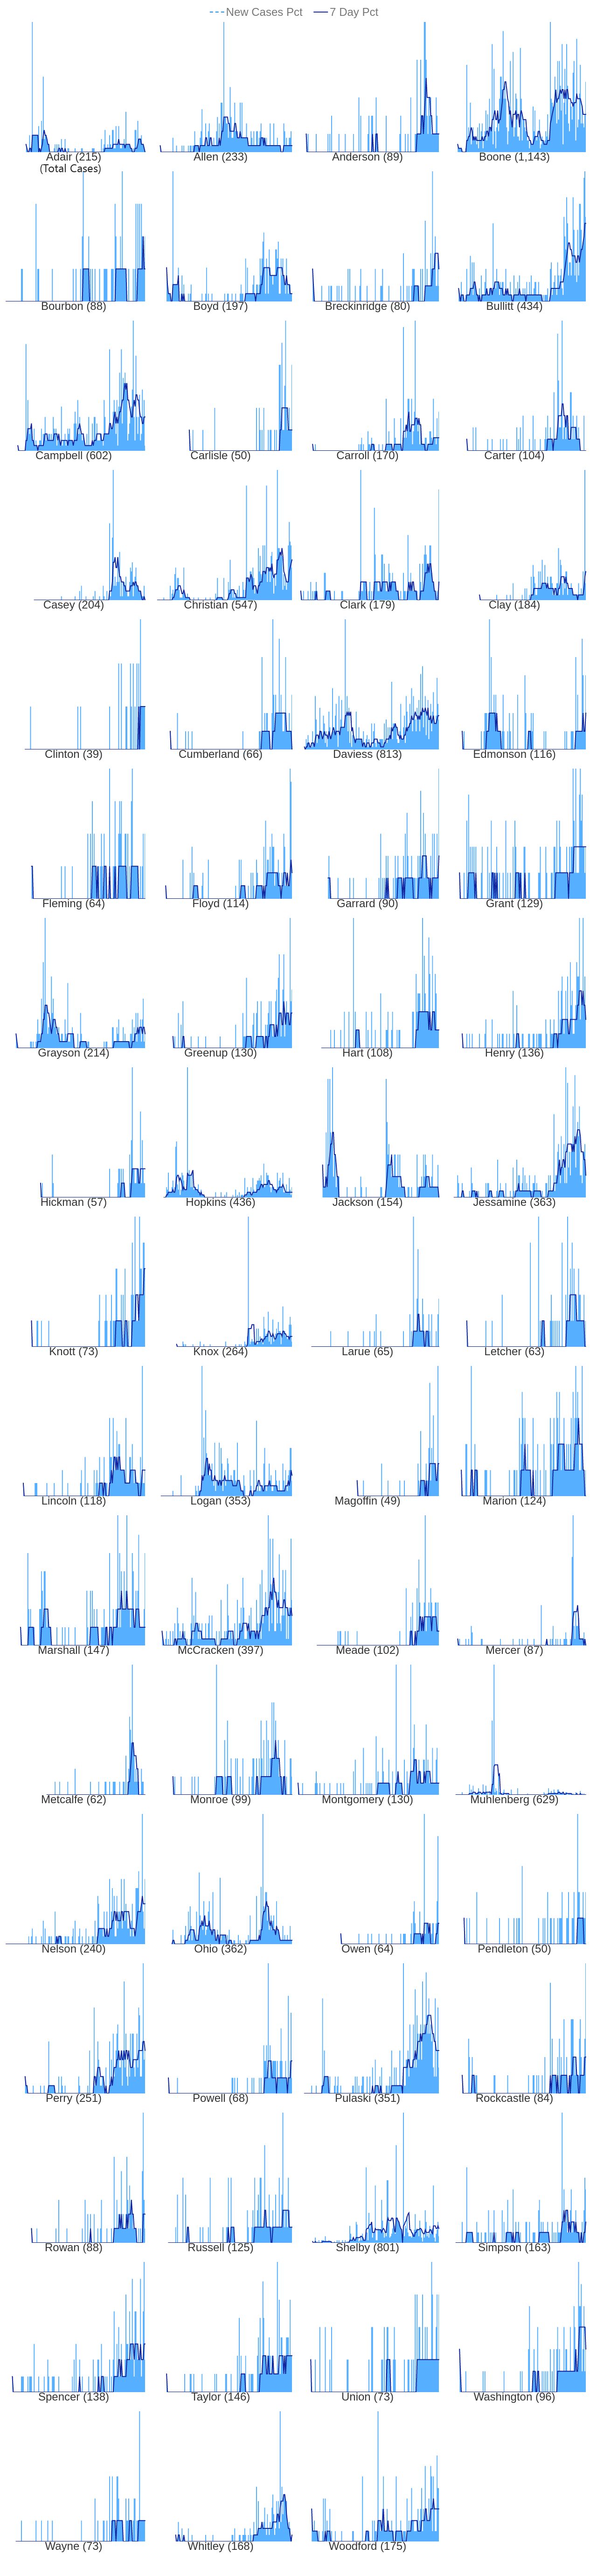 New Cases Pct 7 Day Pct
Adair (215) Allen (233) Anderson (89) Boone (1,143)
(Total Cases)
Bourbon (88) Boyd (197) Breckinridge (80) Bullitt (434)
Campbell (602) Carlisle (50) Carroll (170) Carter (104)
Casey (204) Christian (547) Clark (179) Clay (184)
Clinton (39) Cumberland (66) Daviess (813) Edmonson (116)
Fleming (64) Floyd (114) Garrard (90) Grant (129)
Grayson (214) Greenup (130) Hart (108) Henry (136)
Hickman (57) Hopkins (436) Jackson (154) Jessamine (363)
Knott (73) Knox (264) Larue (65) Letcher (63)
Lincoln (118) Logan (353) Magoffin (49) Marion (124)
Marshall (147) McCracken (397) Meade (102) Mercer (87)
Metcalfe (62) Monroe (99) Montgomery (130) Muhlenberg (629)
Nelson (240) Ohio (362) Owen (64) Pendleton (50)
Perry (251) Powell (68) Pulaski (351) Rockcastle (84)
Rowan (88) Russell (125) Shelby (801) Simpson (163)
Spencer (138) Taylor (146) Union (73) Washington (96)
Wayne (73) Whitley (168) Woodford (175)